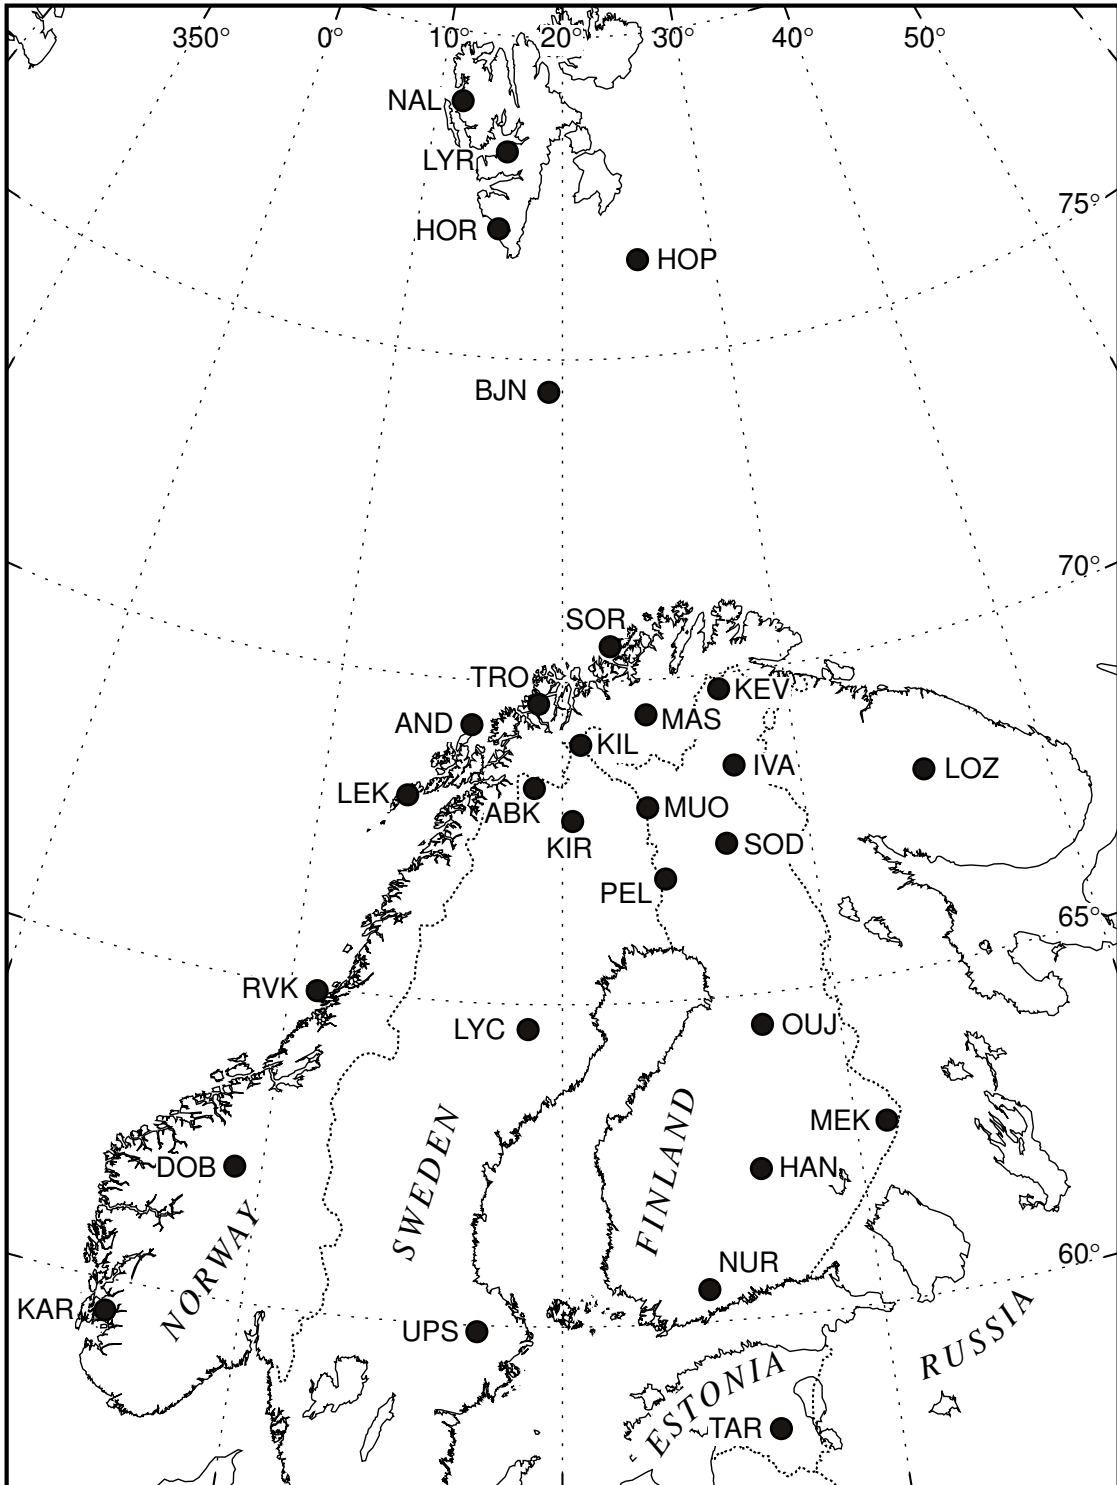 350° 0° 10° 20° 30° 40° 50°
NAL
LYR
75°
HOR
HOP
BJN
70°
SOR
TRO
KEV
AND
MAS
KIL
IVA
LOZ
LEK
ABK
MUO
KIR
SOD
PEL
65°
RVK
LYC
OUJ
MEK
SWEDEN
FINLAND
DOB
HAN
NORWAY
60°
NUR
KAR
UPS
RUSSIA
ESTONIA
TAR